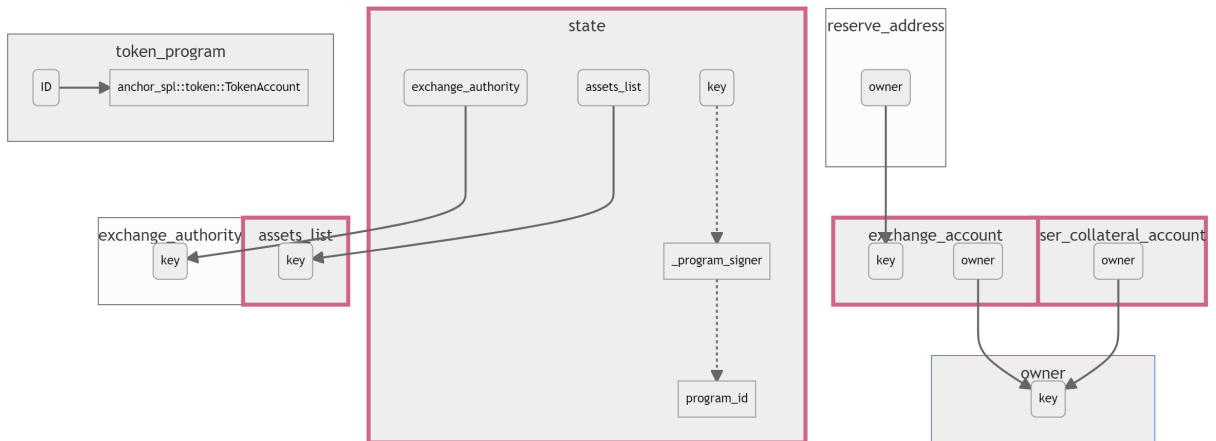 token_program
ID
anchor_spl::token::TokenAccount
state
exchange_authority
assets_list
key
_program_signer
program_id
exchange_authority
key
assets_list
key
reserve_address
owner
exchange_account
key
owner
ser_collateral_account
owner
owner
key